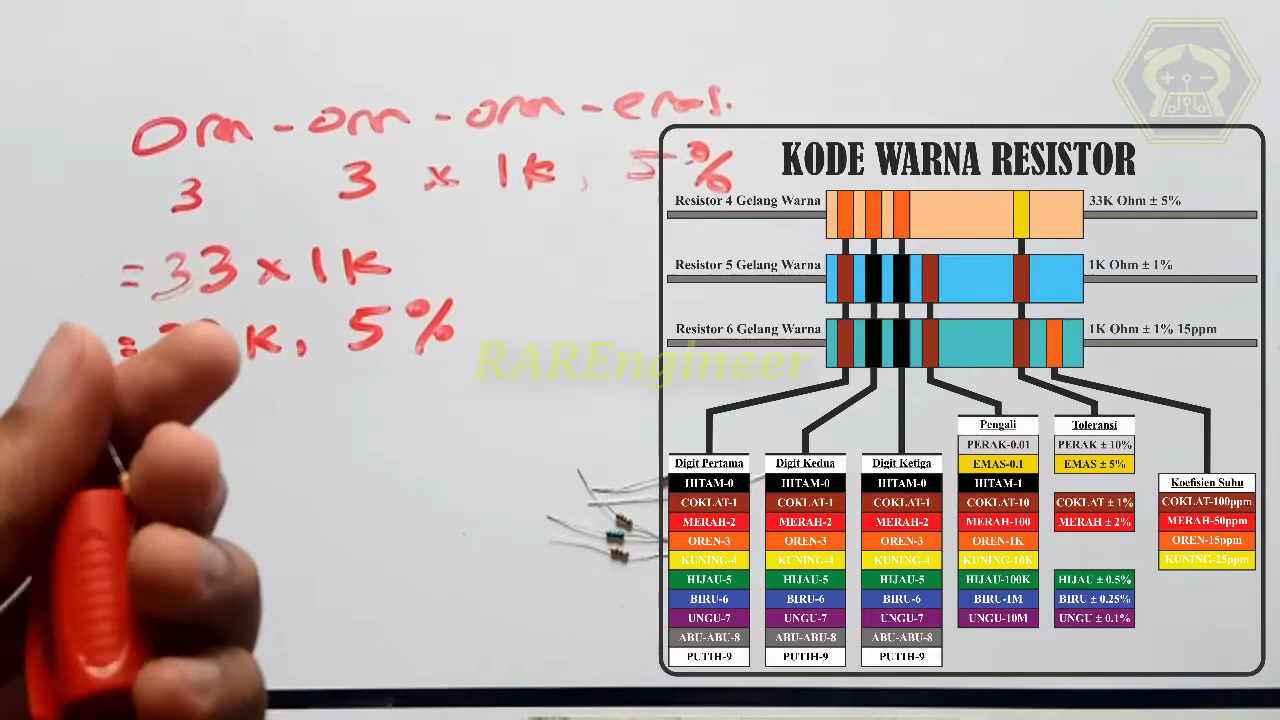 Orn - orn - orn - emas.
3 3 x 1k, 5%
= 33 x 1k
k, 5%
RAREngineer
KODE WARNA RESISTOR
Resistor 4 Gelang Warna 33K Ohm ± 5%
Resistor 5 Gelang Warna 1K Ohm ± 1%
Resistor 6 Gelang Warna 1K Ohm ± 1% 15ppm
Digit Pertama
HITAM-0
COKLAT-1
MERAH-2
OREN-3
KUNING-4
HIJAU-5
BIRU-6
UNGU-7
ABU-ABU-8
PUTIH-9
Digit Kedua
HITAM-0
COKLAT-1
MERAH-2
OREN-3
KUNING-4
HIJAU-5
BIRU-6
UNGU-7
ABU-ABU-8
PUTIH-9
Digit Ketiga
HITAM-0
COKLAT-1
MERAH-2
OREN-3
KUNING-4
HIJAU-5
BIRU-6
UNGU-7
ABU-ABU-8
PUTIH-9
Pengali
PERAK-0.01
EMAS-0.1
HITAM-1
COKLAT-10
MERAH-100
OREN-1K
KUNING-10K
HIJAU-100K
BIRU-1M
UNGU-10M
Toleransi
PERAK ± 10%
EMAS ± 5%
COKLAT ± 1%
MERAH ± 2%
HIJAU ± 0.5%
BIRU ± 0.25%
UNGU ± 0.1%
Koefisien Suhu
COKLAT-100ppm
MERAH-50ppm
OREN-15ppm
KUNING-25ppm